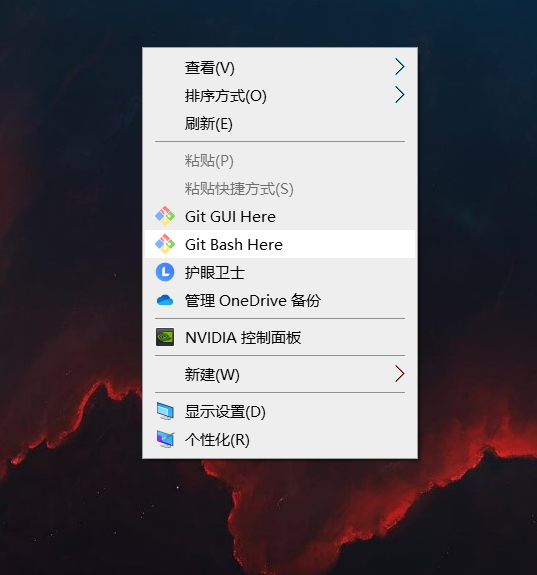 查看(V)
排序方式(O)
刷新(E)
粘贴(P)
粘贴快捷方式(S)
Git GUI Here
Git Bash Here
护眼卫士
管理 OneDrive 备份
NVIDIA 控制面板
新建(W)
显示设置(D)
个性化(R)